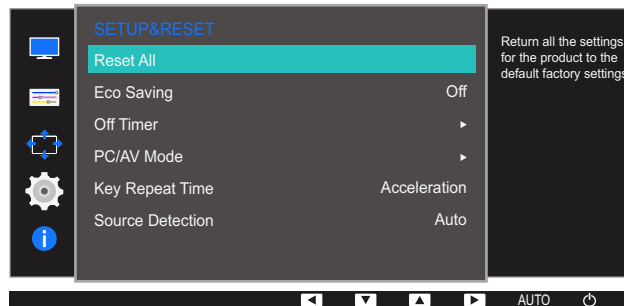 SETUP&RESET
Reset All
Eco Saving Off
Off Timer
PC/AV Mode
Key Repeat Time Acceleration
Source Detection Auto
Return all the settings
for the product to the
default factory settings
AUTO